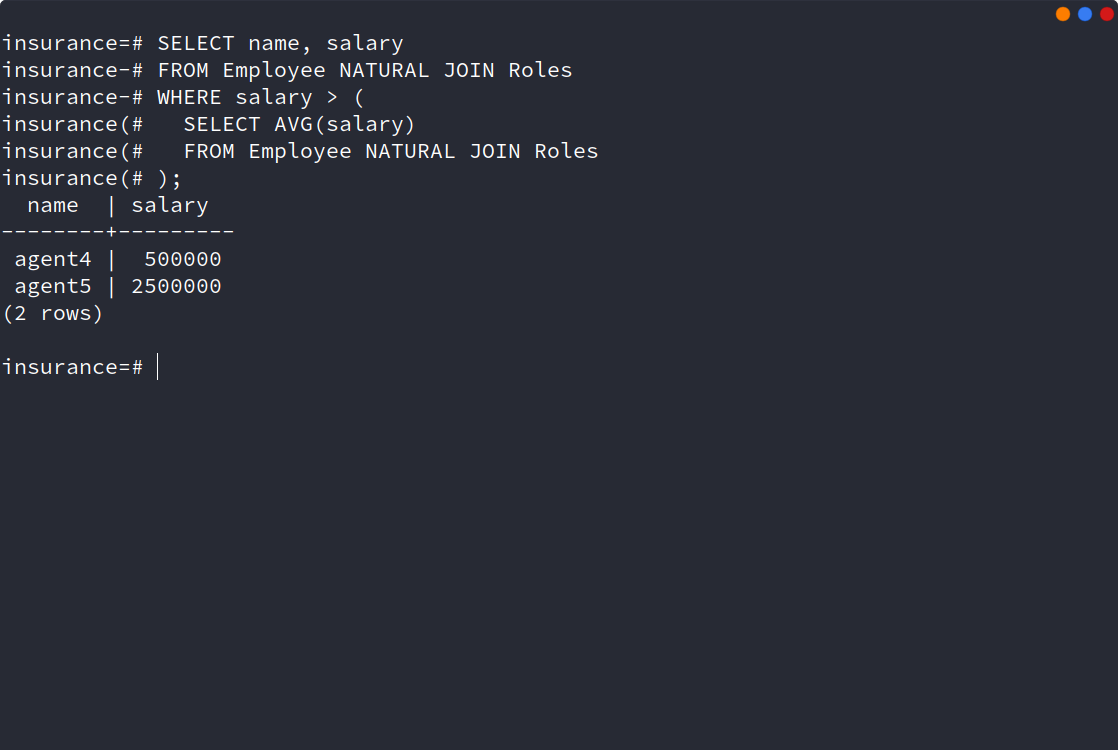 insurance=# SELECT name, salary
insurance-# FROM Employee NATURAL JOIN Roles
insurance-# WHERE salary > (
insurance(#   SELECT AVG(salary)
insurance(#   FROM Employee NATURAL JOIN Roles
insurance(# );
  name  | salary
--------+---------
 agent4 |  500000
 agent5 | 2500000
(2 rows)

insurance=#